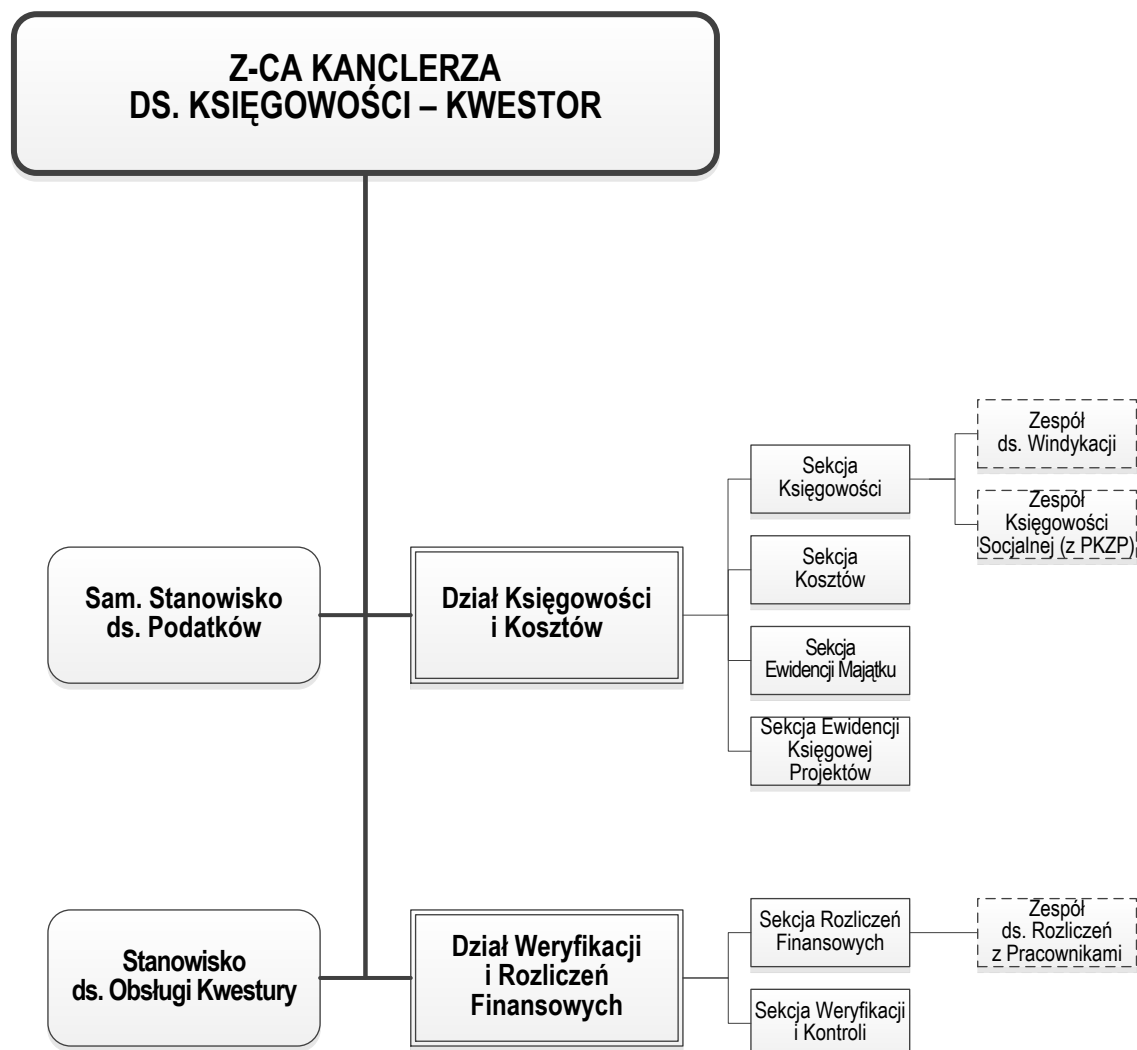 Z-CA KANCLERZA
DS. KSIĘGOWOŚCI – KWESTOR
Sam. Stanowisko
ds. Podatków
Dział Księgowości
i Kosztów
Sekcja
Księgowości
Zespół
ds. Windykacji
Zespół
Księgowości
Socjalnej (z PKZP)
Sekcja
Kosztów
Sekcja
Ewidencji Majątku
Sekcja Ewidencji
Księgowej
Projektów
Stanowisko
ds. Obsługi Kwestury
Dział Weryfikacji
i Rozliczeń
Finansowych
Sekcja Rozliczeń
Finansowych
Zespół
ds. Rozliczeń
z Pracownikami
Sekcja Weryfikacji
i Kontroli